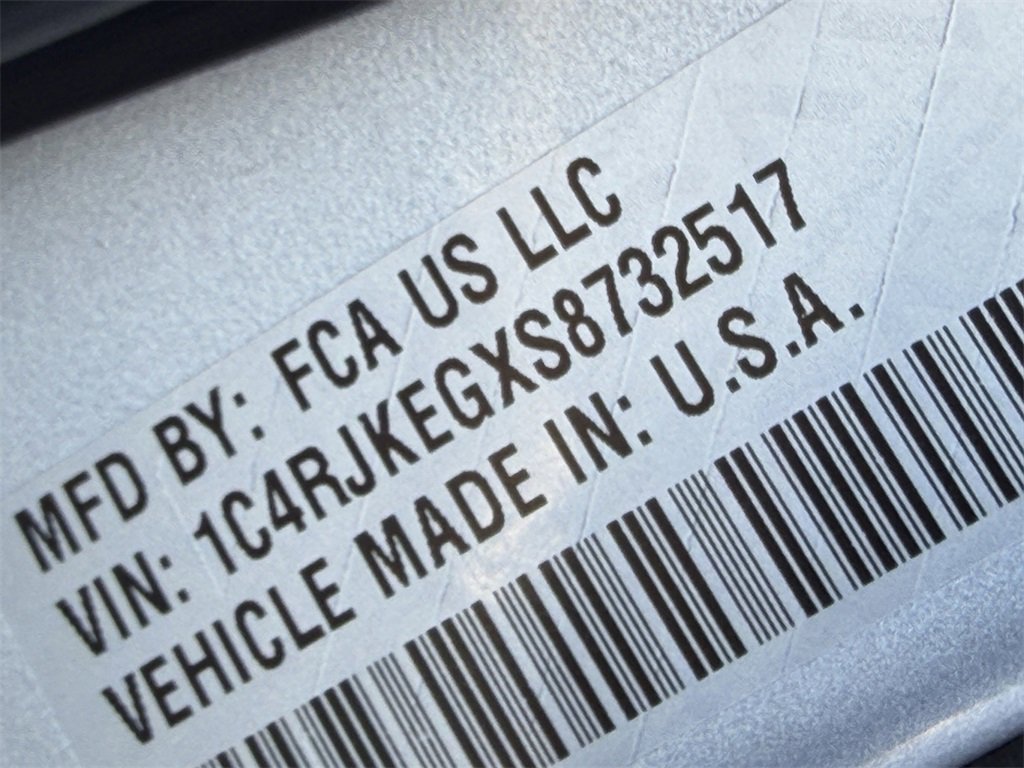 MFD BY: FCA US LLC
VIN: 1C4RJKEGXS8732517
VEHICLE MADE IN: U.S.A.